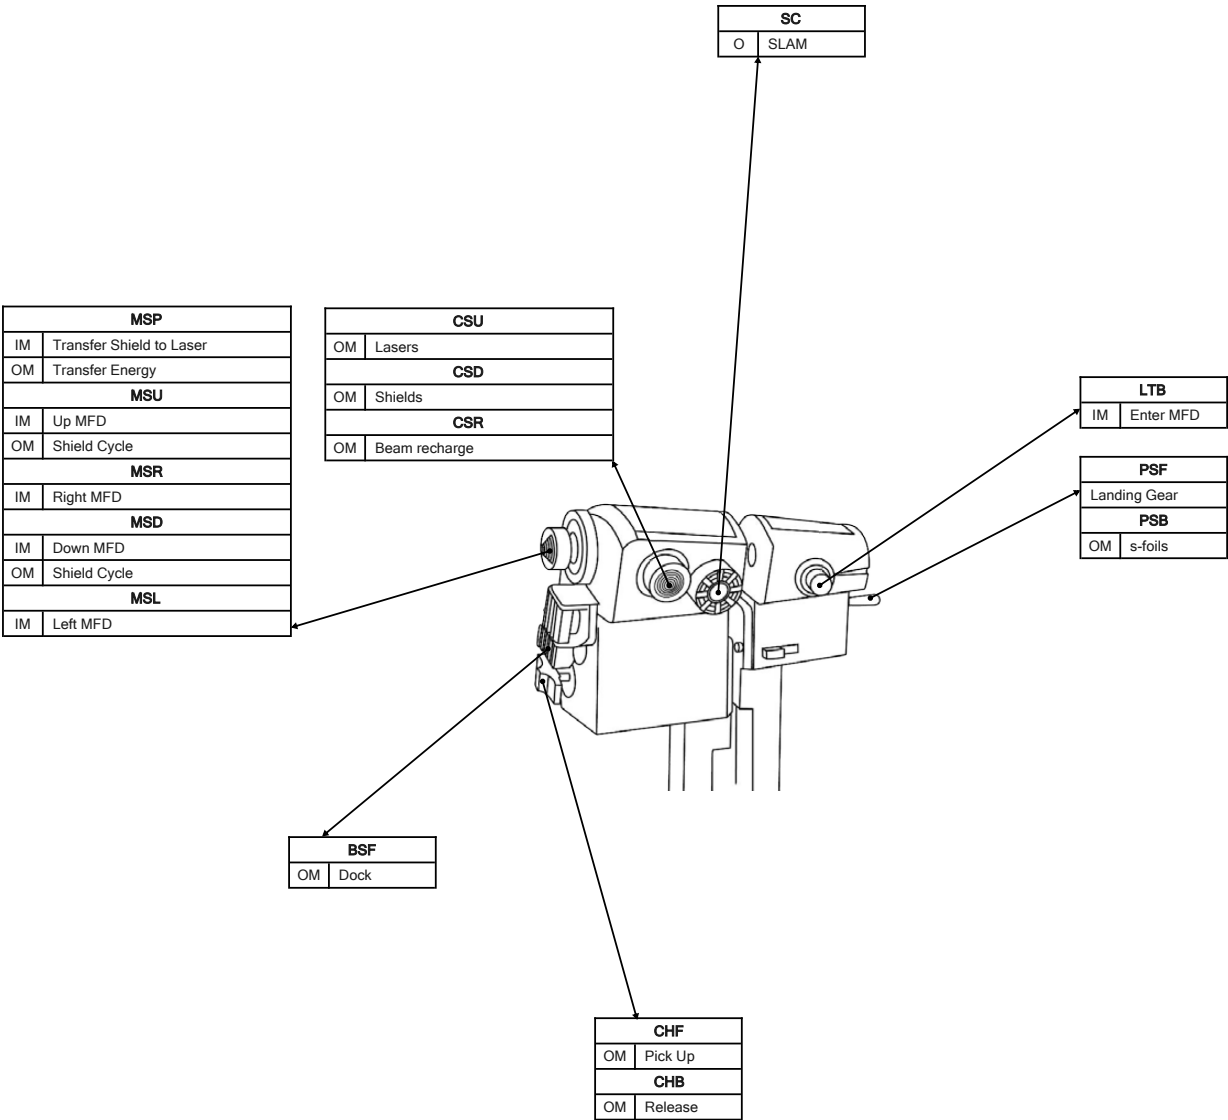 SC
O SLAM
MSP
IM Transfer Shield to Laser
OM Transfer Energy
MSU
IM Up MFD
OM Shield Cycle
MSR
IM Right MFD
MSD
IM Down MFD
OM Shield Cycle
MSL
IM Left MFD
CSU
OM Lasers
CSD
OM Shields
CSR
OM Beam recharge
LTB
IM Enter MFD
PSF
Landing Gear
PSB
OM s-foils
BSF
OM Dock
CHF
OM Pick Up
CHB
OM Release